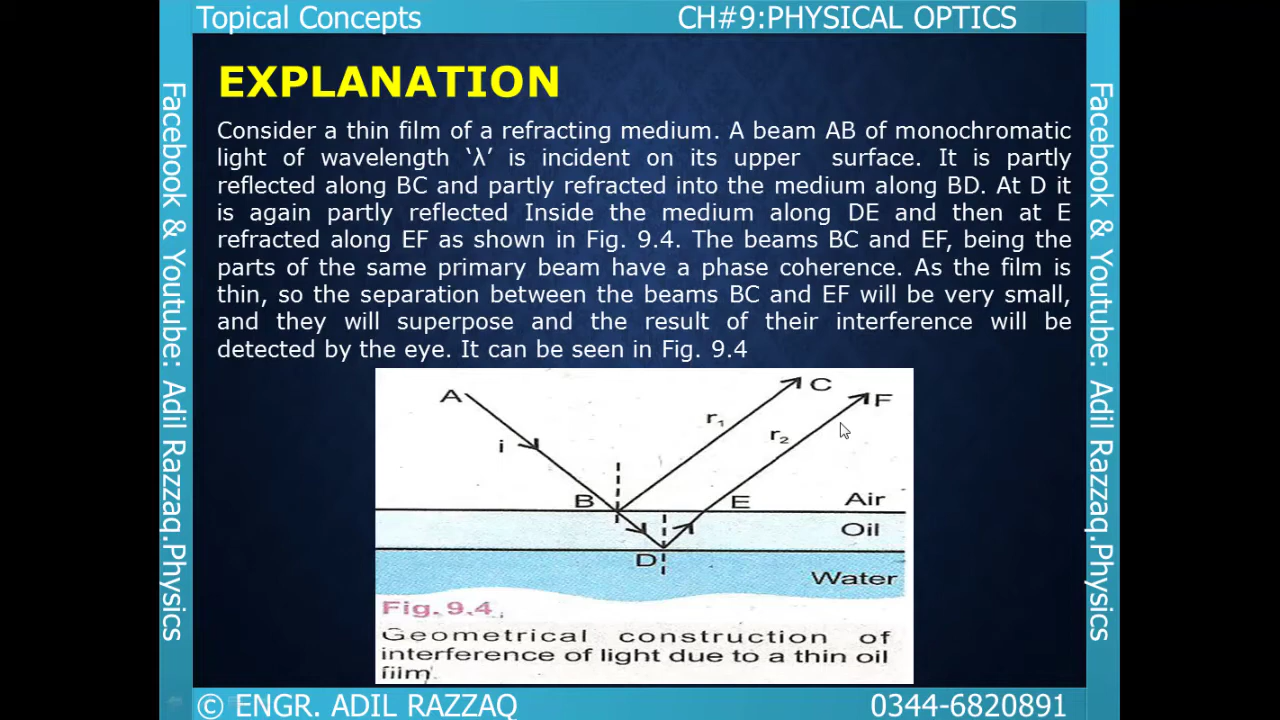 Topical Concepts CH#9:PHYSICAL OPTICS
Facebook & Youtube: Adil Razzaq.Physics
EXPLANATION
Consider a thin film of a refracting medium. A beam AB of monochromatic
light of wavelength ‘λ’ is incident on its upper surface. It is partly
reflected along BC and partly refracted into the medium along BD. At D it
is again partly reflected Inside the medium along DE and then at E
refracted along EF as shown in Fig. 9.4. The beams BC and EF, being the
parts of the same primary beam have a phase coherence. As the film is
thin, so the separation between the beams BC and EF will be very small,
and they will superpose and the result of their interference will be
detected by the eye. It can be seen in Fig. 9.4
A
C
F
r₁
r₂
i
B
E
Air
Oil
D
Water
Fig. 9.4
Geometrical construction of
interference of light due to a thin oil
film.
Facebook & Youtube: Adil Razzaq.Physics
© ENGR. ADIL RAZZAQ 0344-6820891